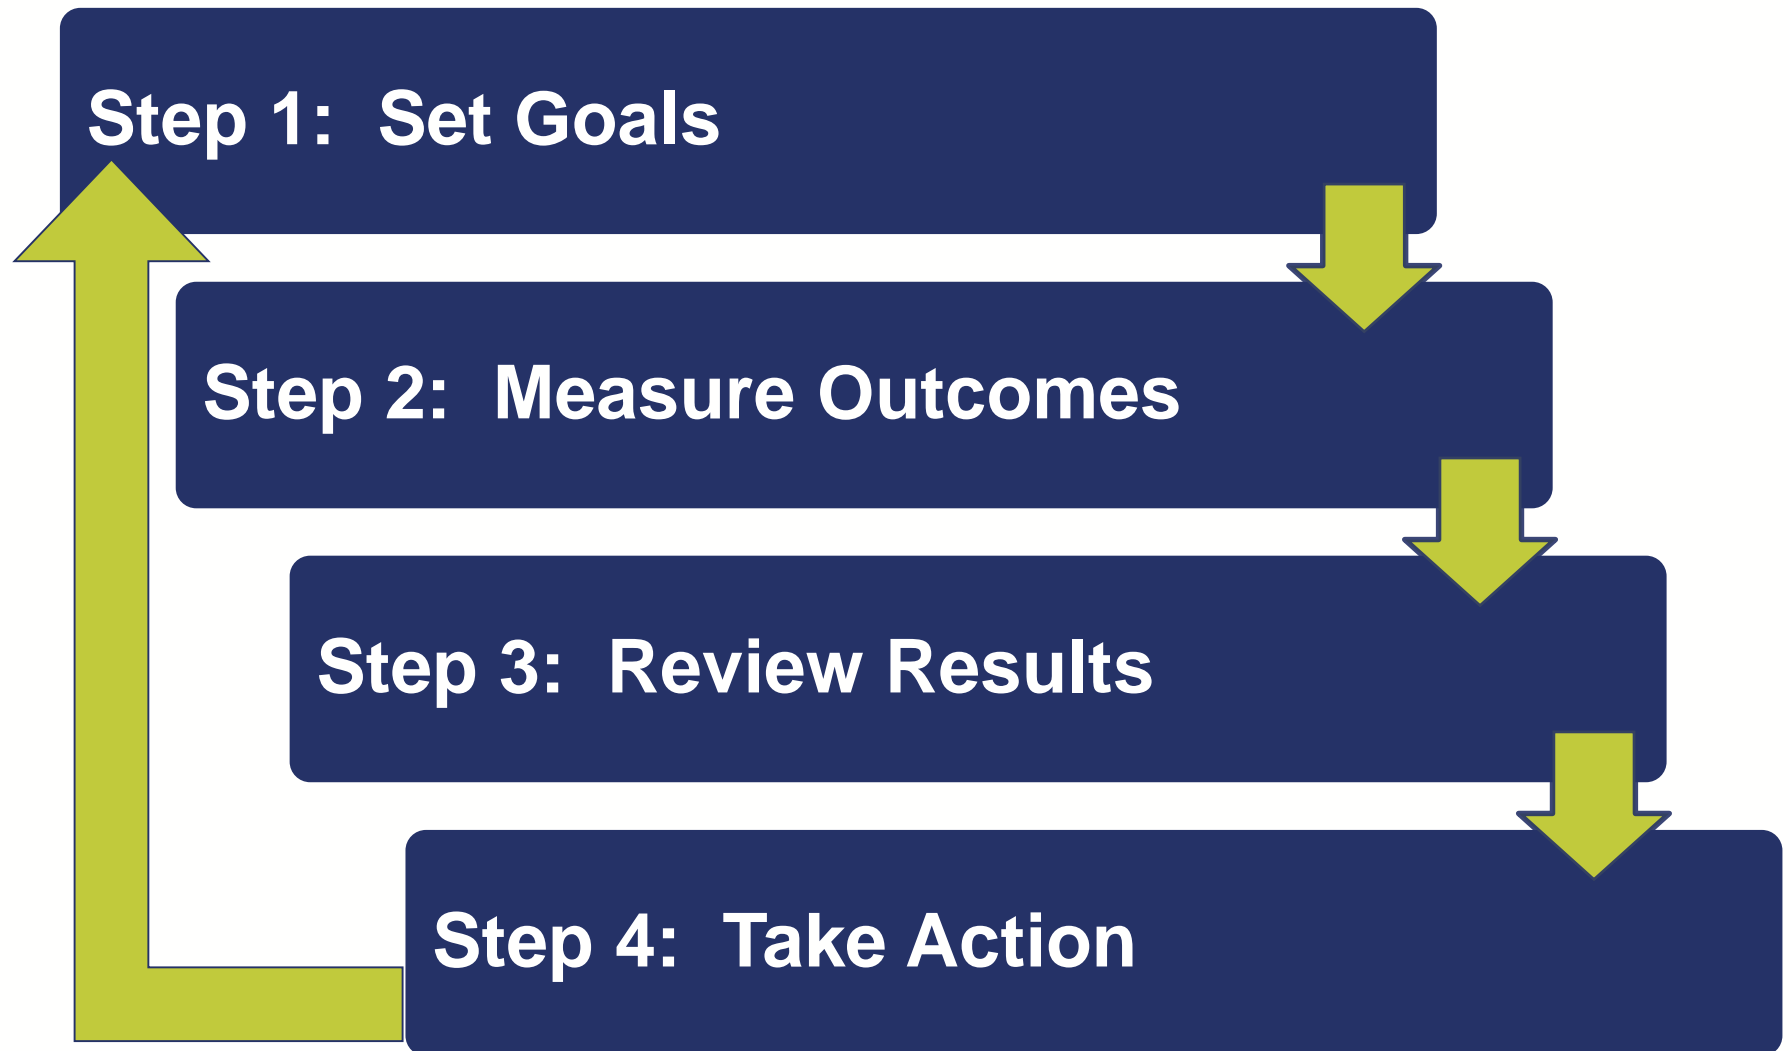 Step 1:  Set Goals
Step 2:  Measure Outcomes
Step 3:  Review Results
Step 4:  Take Action